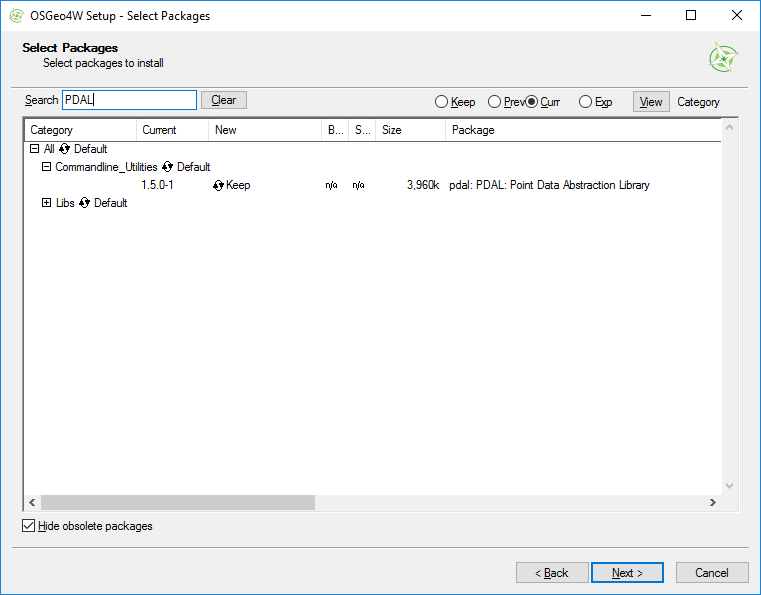 OSGeo4W Setup - Select Packages
Select Packages
Select packages to install
Search PDAL Clear Keep Prev Curr Exp View Category
Category Current New B... S... Size Package
All Default
Commandline_Utilities Default
1.5.0-1 Keep n/a n/a 3,960k pdal: PDAL: Point Data Abstraction Library
Libs Default
Hide obsolete packages
< Back Next > Cancel